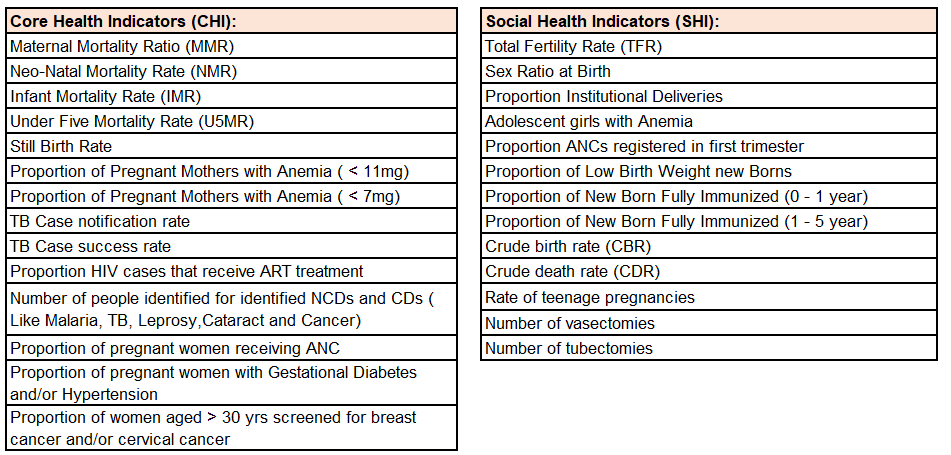 Core Health Indicators (CHI):
Maternal Mortality Ratio (MMR)
Neo-Natal Mortality Rate (NMR)
Infant Mortality Rate (IMR)
Under Five Mortality Rate (U5MR)
Still Birth Rate
Proportion of Pregnant Mothers with Anemia ( < 11mg)
Proportion of Pregnant Mothers with Anemia ( < 7mg)
TB Case notification rate
TB Case success rate
Proportion HIV cases that receive ART treatment
Number of people identified for identified NCDs and CDs (
Like Malaria, TB, Leprosy,Cataract and Cancer)
Proportion of pregnant women receiving ANC
Proportion of pregnant women with Gestational Diabetes
and/or Hypertension
Proportion of women aged > 30 yrs screened for breast
cancer and/or cervical cancer
Social Health Indicators (SHI):
Total Fertility Rate (TFR)
Sex Ratio at Birth
Proportion Institutional Deliveries
Adolescent girls with Anemia
Proportion ANCs registered in first trimester
Proportion of Low Birth Weight new Borns
Proportion of New Born Fully Immunized (0 - 1 year)
Proportion of New Born Fully Immunized (1 - 5 year)
Crude birth rate (CBR)
Crude death rate (CDR)
Rate of teenage pregnancies
Number of vasectomies
Number of tubectomies